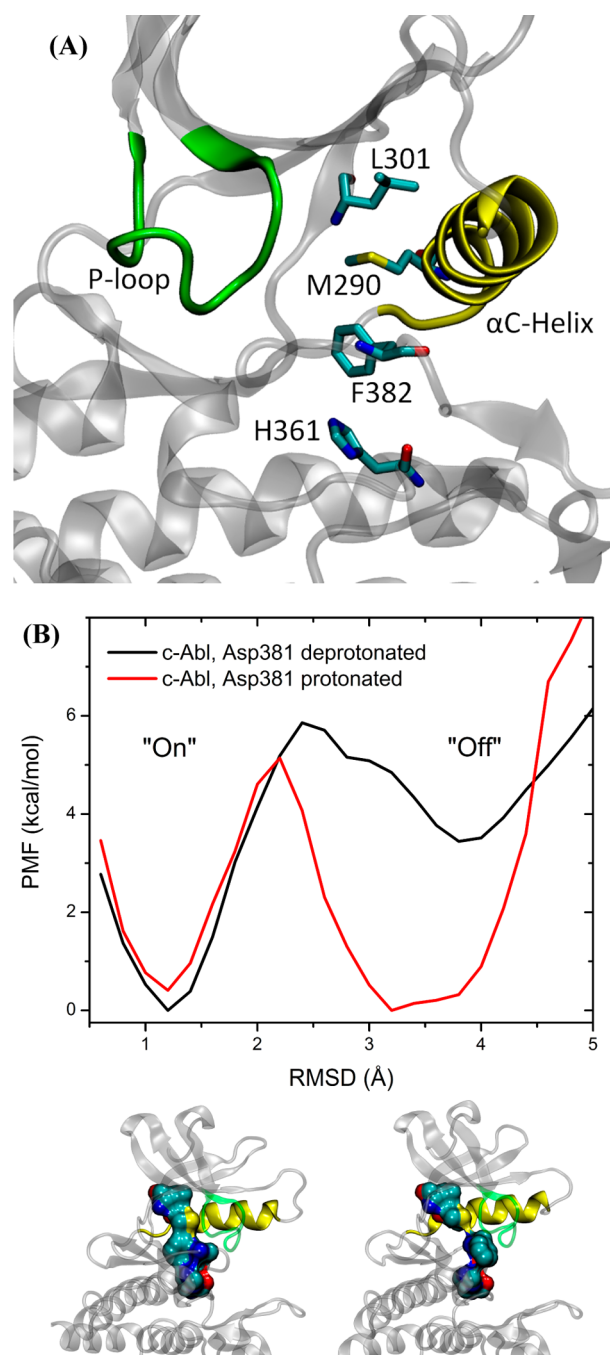 (A)
L301
P-loop
M290
αC-Helix
F382
H361
(B)
c-Abl, Asp381 deprotonated
c-Abl, Asp381 protonated
"On"
"Off"
PMF (kcal/mol)
6
4
2
0
1 2 3 4 5
RMSD (Å)